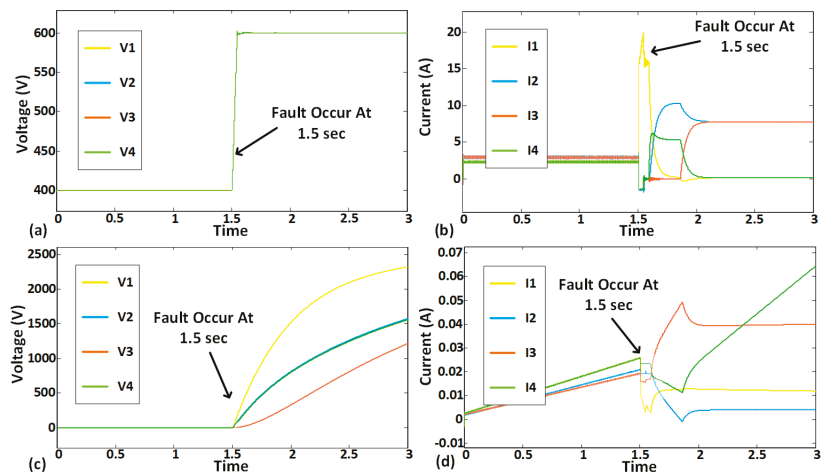 600
550
500
450
400
Voltage (V)
V1
V2
V3
V4
Fault Occur At
1.5 sec
(a)
0
0.5
1
1.5
2
2.5
3
Time
20
15
10
5
0
Current (A)
I1
I2
I3
I4
Fault Occur At
1.5 sec
(b)
0
0.5
1
1.5
2
2.5
3
Time
2500
2000
1500
1000
500
0
Voltage (V)
V1
V2
V3
V4
Fault Occur At
1.5 sec
(c)
0
0.5
1
1.5
2
2.5
3
Time
0.07
0.06
0.05
0.04
0.03
0.02
0.01
0
-0.01
Current (A)
I1
I2
I3
I4
Fault Occur At
1.5 sec
(d)
0
0.5
1
1.5
2
2.5
3
Time